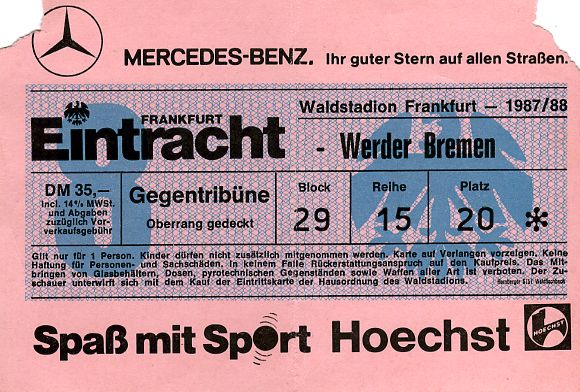 MERCEDES-BENZ. Ihr guter Stern auf allen Straßen.
Waldstadion Frankfurt — 1987/88
FRANKFURT
Eintracht - Werder Bremen
8
DM 35,—
incl. 14% MWSt.
und Abgaben
zuzüglich Vor-
verkaufsgebühr
Gegentribüne
Oberrang gedeckt
Block
29
Reihe
15
Platz
20 *
Gilt nur für 1 Person. Kinder dürfen nicht zusätzlich mitgenommen werden. Karte auf Verlangen vorzeigen. Keine
Haftung für Personen- und Sachschäden. In keinem Falle Rückerstattungsanspruch auf den Kaufpreis. Das Mit-
bringen von Glasbehältern, Dosen, pyrotechnischen Gegenständen sowie Waffen aller Art ist verboten. Der Zu-
schauer unterwirft sich mit dem Kauf der Eintrittskarte der Hausordnung des Waldstadions.
Spaß mit Sport Hoechst
HOECHST